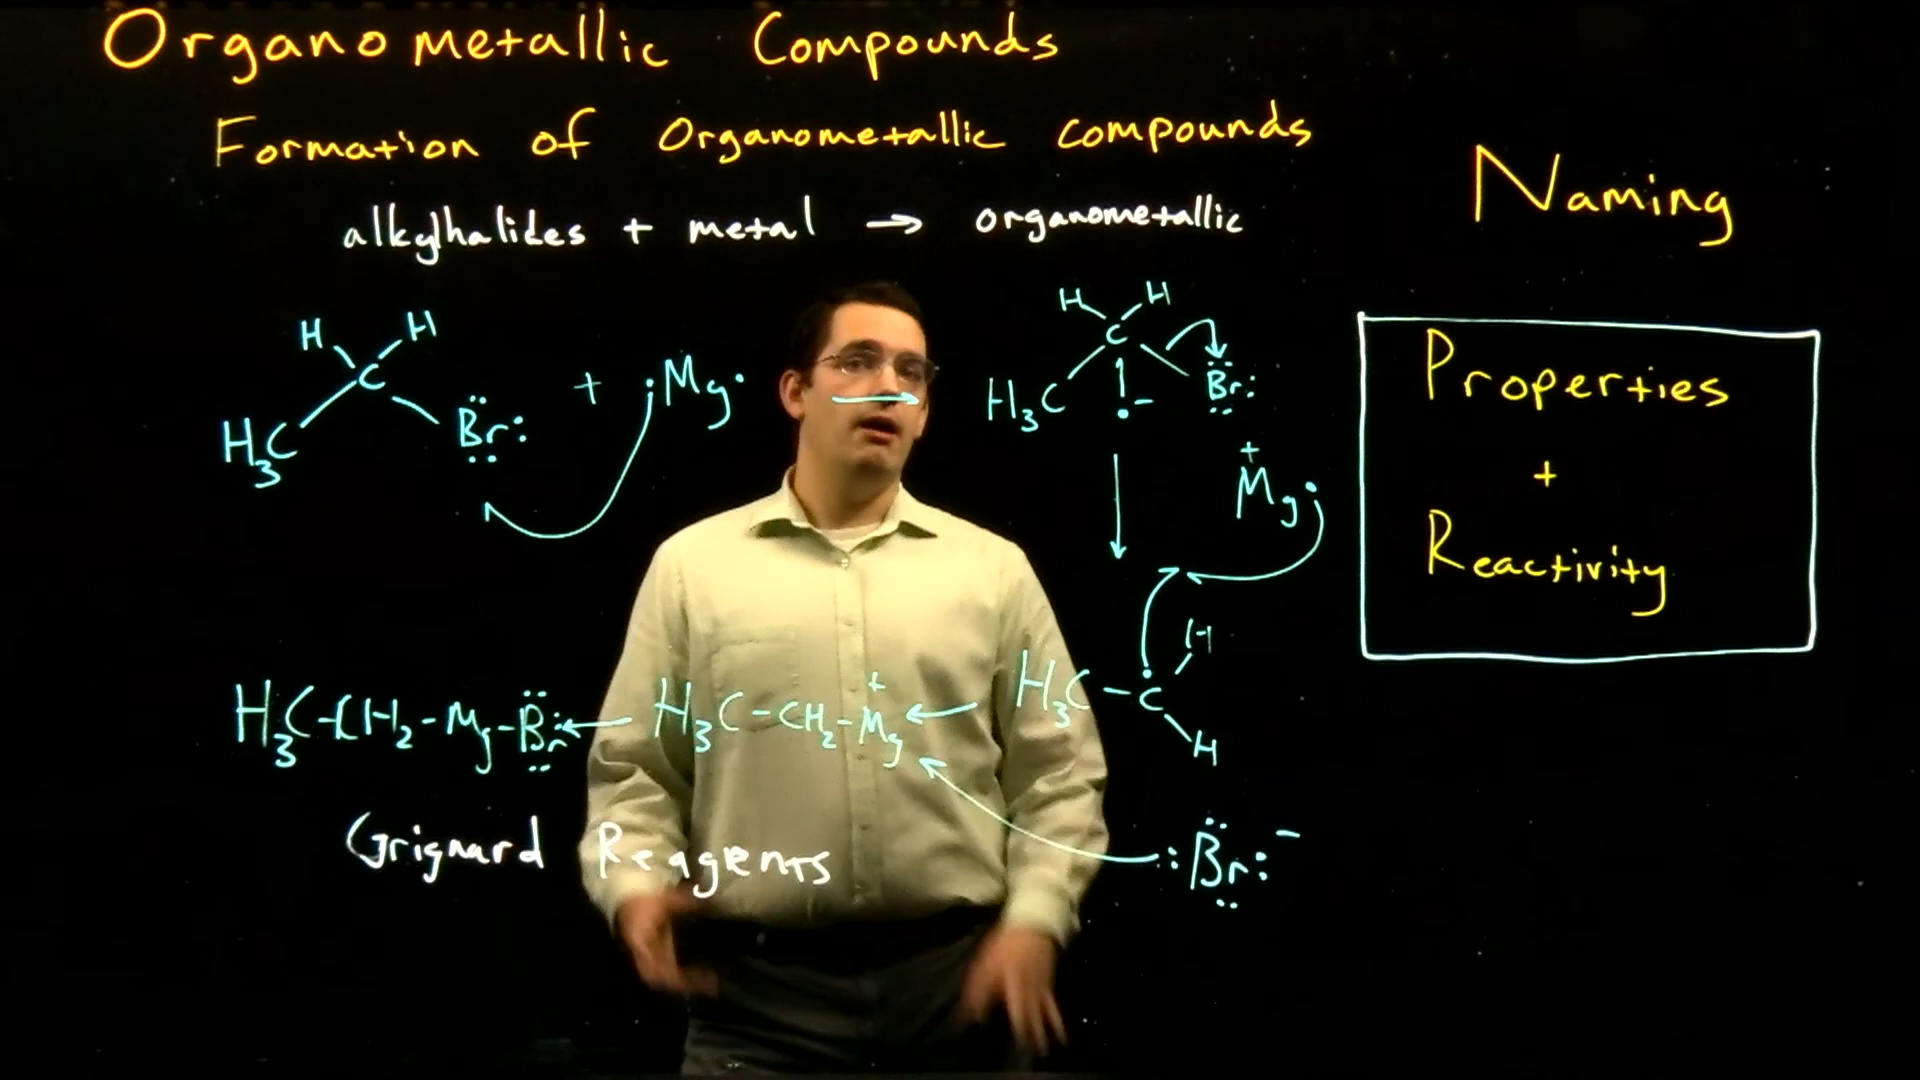 Organometallic Compounds
Formation of Organometallic compounds
Naming
alkylhalides + metal → organometallic
H H
C
H₃C Br
+ Mg
→
H H
C
H₃C Br
-
+
Mg
Properties
+
Reactivity
H₃C-CH₂-Mg-Br ← H₃C-CH₂-Mg ← H₃C-C
+
H
H
Grignard Reagents
:Br: -